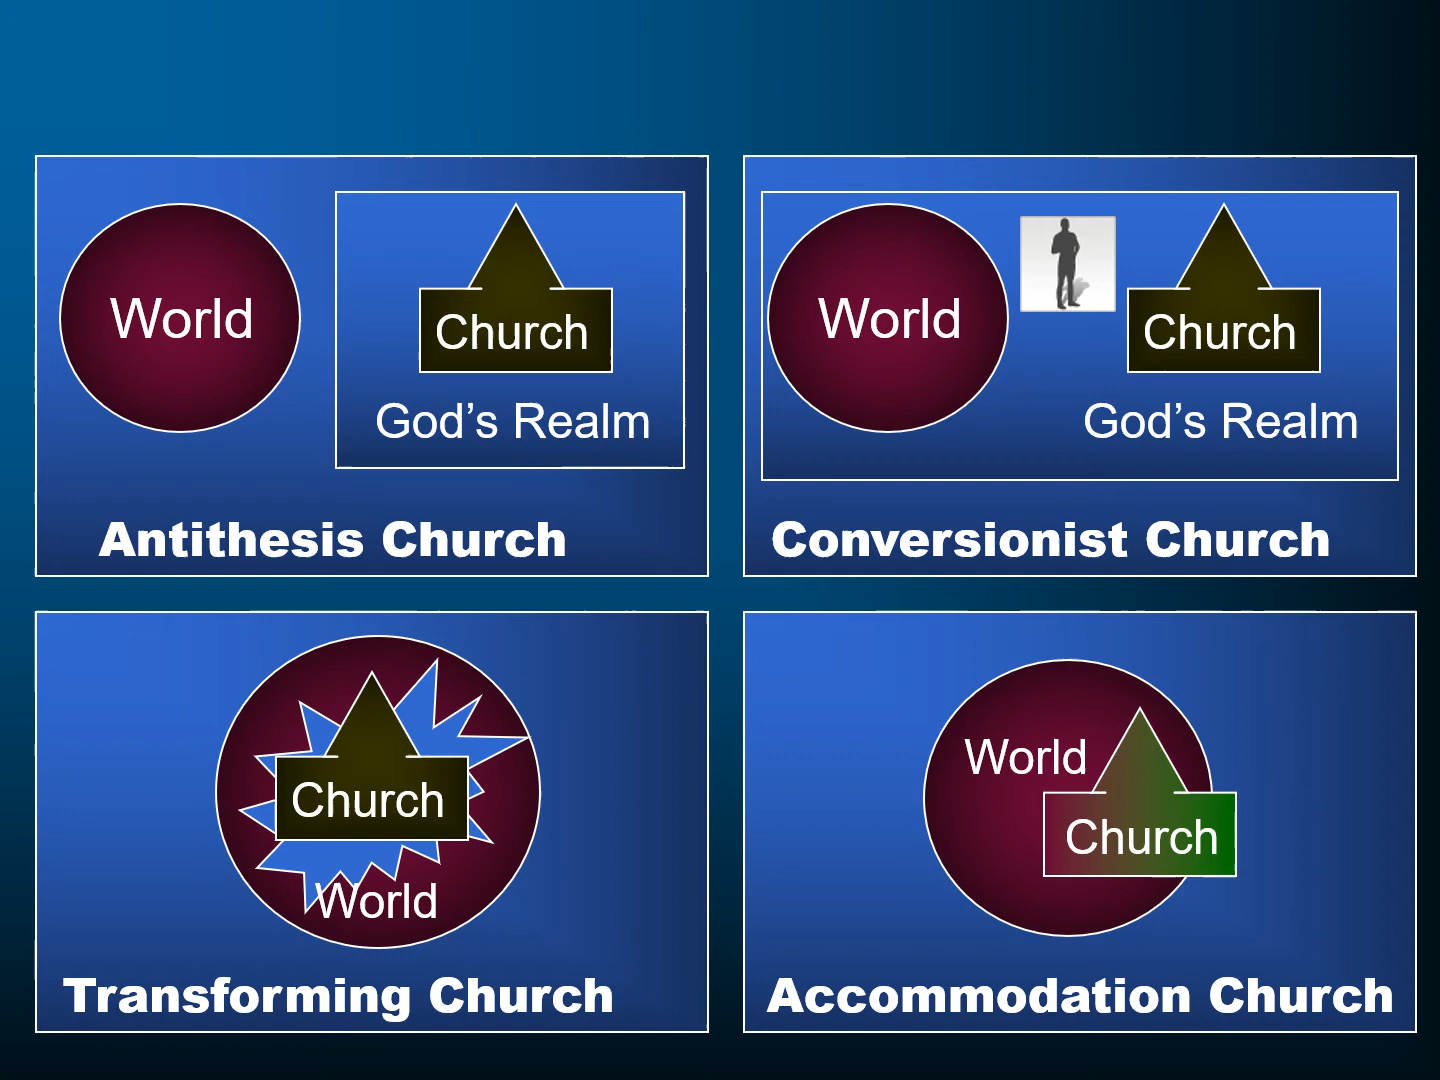 World
Church
God’s Realm
Antithesis Church
World
Church
God’s Realm
Conversionist Church
Church
World
Transforming Church
World
Church
Accommodation Church